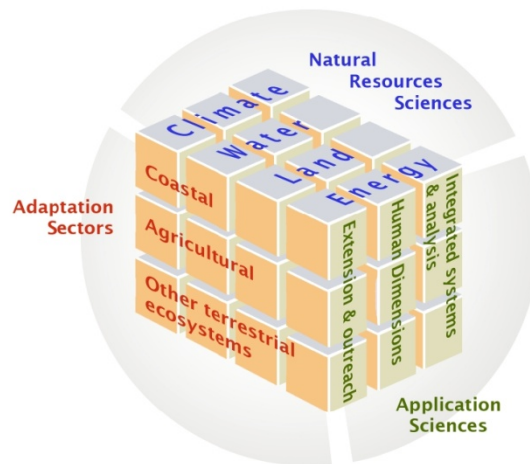 Natural
Resources
Sciences
Climate
Water
Land
Energy
Adaptation
Sectors
Coastal
Agricultural
Other terrestrial
ecosystems
Extension & outreach
Human Dimensions
Integrated systems
& analysis
Application
Sciences